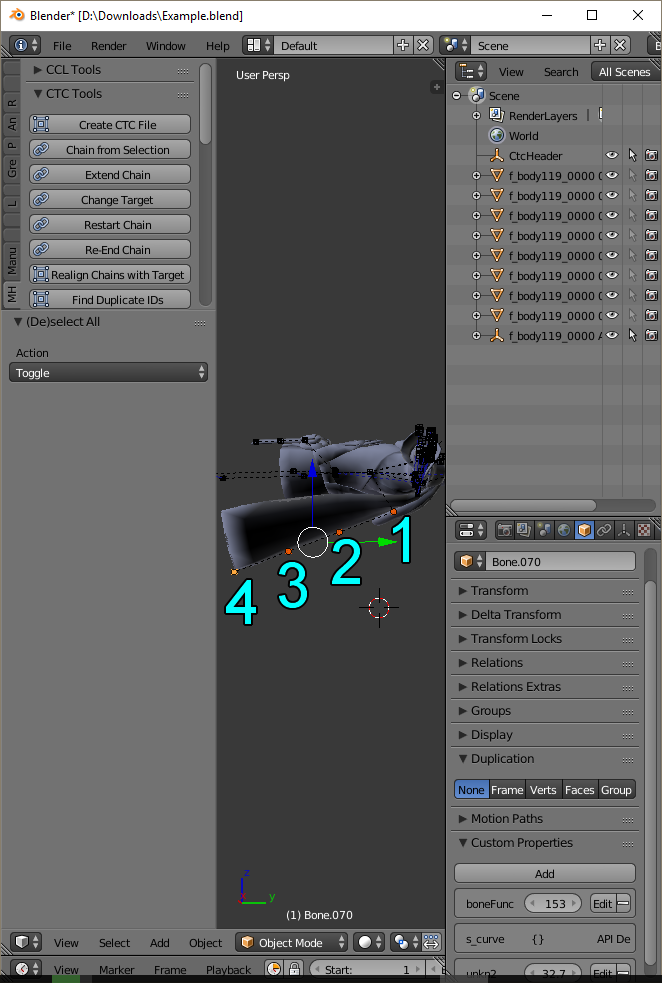 Blender* [D:\Downloads\Example.blend]
File Render Window Help Default Scene
CCL Tools
CTC Tools
Create CTC File
Chain from Selection
Extend Chain
Change Target
Restart Chain
Re-End Chain
Realign Chains with Target
Find Duplicate IDs
R
An
P
Gre
L
Manu
MH
(De)select All
Action
Toggle
User Persp
1
2
3
4
z
y
(1) Bone.070
View Select Add Object Object Mode
View Marker Frame Playback Start: 1
View Search All Scenes
Scene
RenderLayers |
World
CtcHeader
f_body119_0000
f_body119_0000
f_body119_0000
f_body119_0000
f_body119_0000
f_body119_0000
f_body119_0000
f_body119_0000
f_body119_0000 A
Bone.070
Transform
Delta Transform
Transform Locks
Relations
Relations Extras
Groups
Display
Duplication
None Frame Verts Faces Group
Motion Paths
Custom Properties
Add
boneFunc 153 Edit
s_curve {} API De
unkn2 32.7 Edit